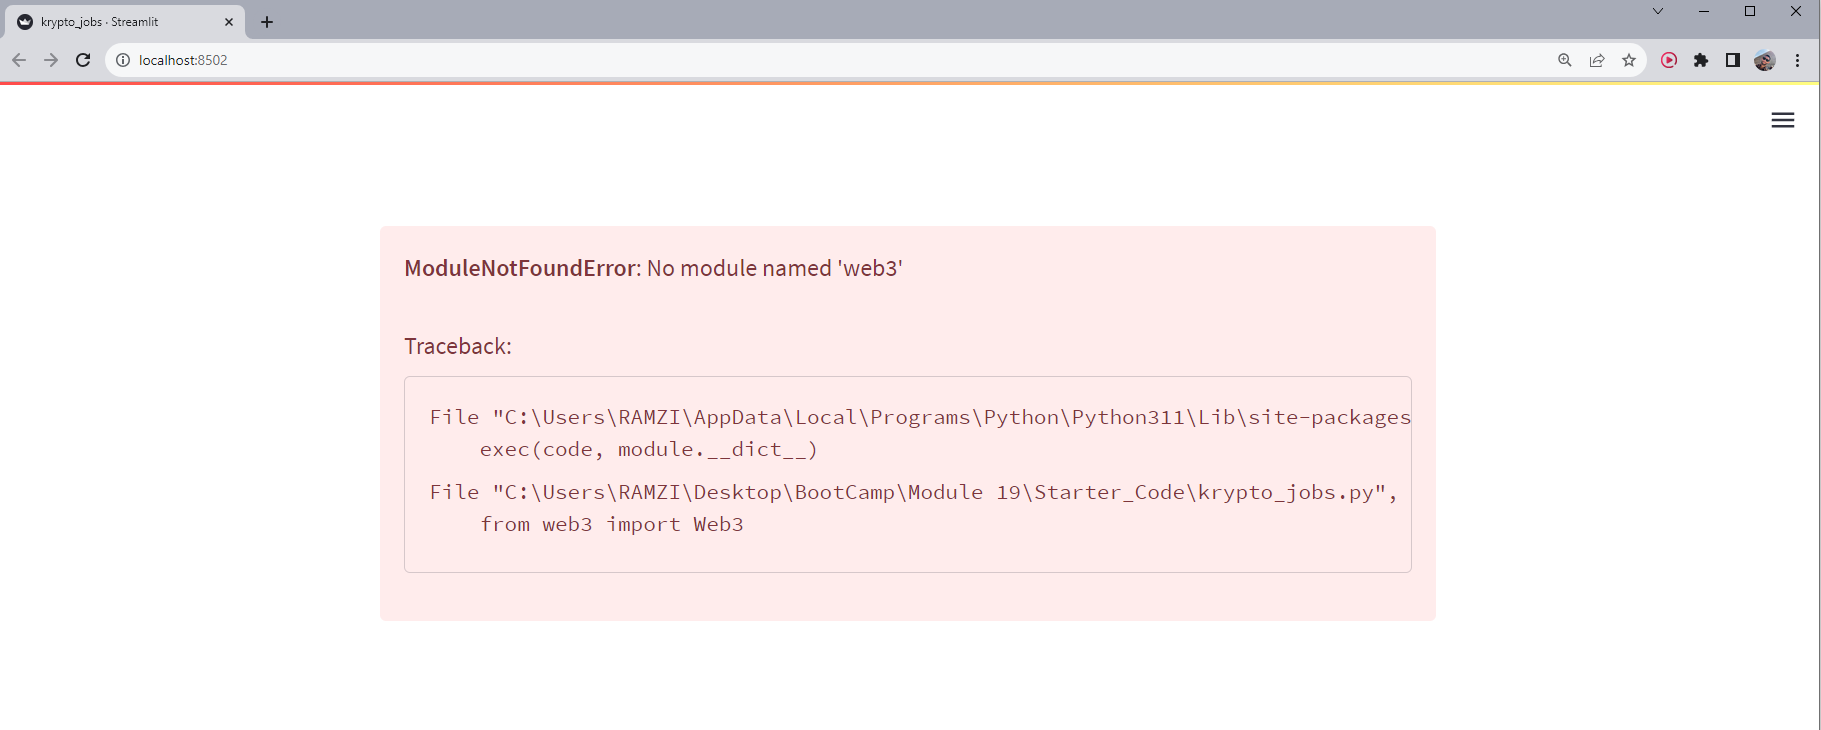 krypto_jobs · Streamlit
localhost:8502
ModuleNotFoundError: No module named 'web3'
Traceback:
File "C:\Users\RAMZI\AppData\Local\Programs\Python\Python311\Lib\site-packages
exec(code, module.__dict__)
File "C:\Users\RAMZI\Desktop\BootCamp\Module 19\Starter_Code\krypto_jobs.py",
from web3 import Web3